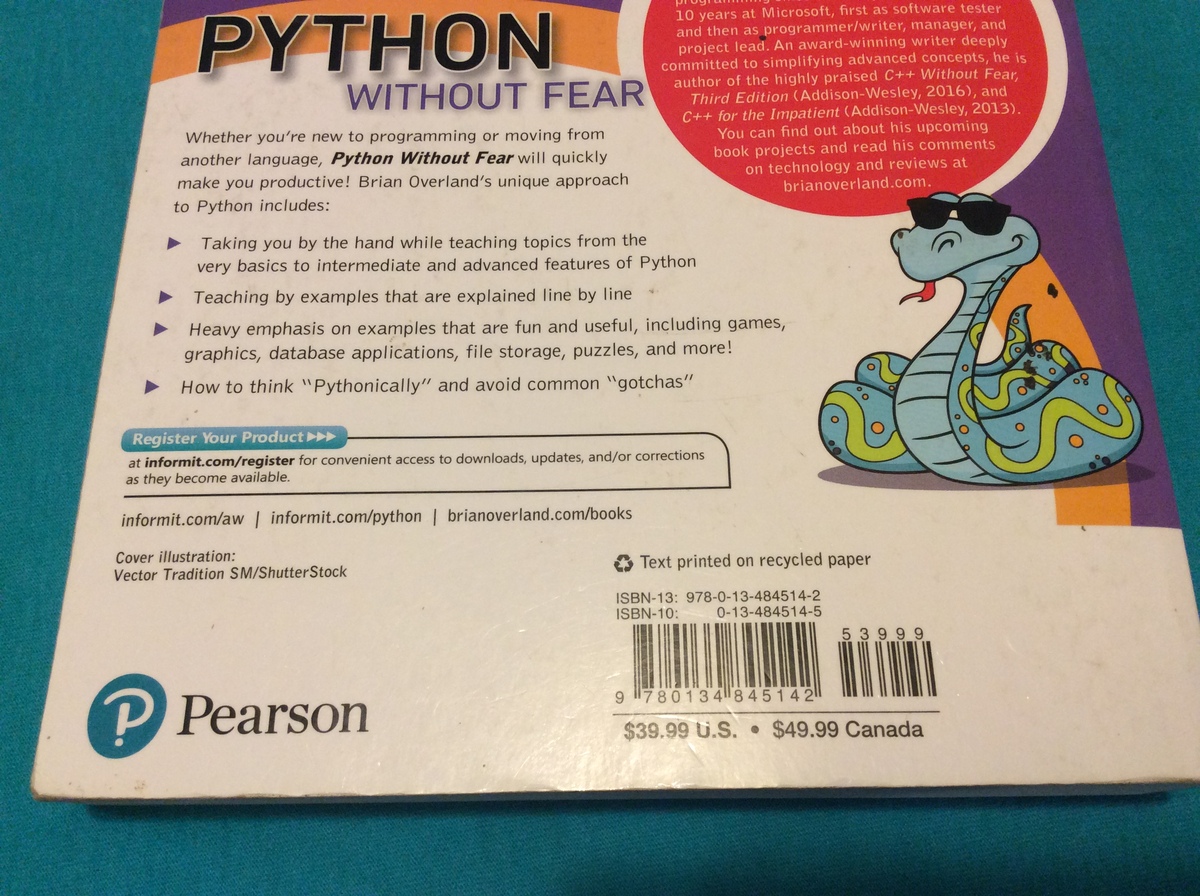 PYTHON
WITHOUT FEAR
Whether you're new to programming or moving from
another language, Python Without Fear will quickly
make you productive! Brian Overland's unique approach
to Python includes:
▶ Taking you by the hand while teaching topics from the
very basics to intermediate and advanced features of Python
▶ Teaching by examples that are explained line by line
▶ Heavy emphasis on examples that are fun and useful, including games,
graphics, database applications, file storage, puzzles, and more!
▶ How to think "Pythonically" and avoid common "gotchas"
10 years at Microsoft, first as software tester
and then as programmer/writer, manager, and
project lead. An award-winning writer deeply
committed to simplifying advanced concepts, he is
author of the highly praised C++ Without Fear,
Third Edition (Addison-Wesley, 2016), and
C++ for the Impatient (Addison-Wesley, 2013).
You can find out about his upcoming
book projects and read his comments
on technology and reviews at
brianoverland.com.
Register Your Product ▶▶▶
at informit.com/register for convenient access to downloads, updates, and/or corrections
as they become available.
informit.com/aw | informit.com/python | brianoverland.com/books
Cover illustration:
Vector Tradition SM/ShutterStock
Text printed on recycled paper
ISBN-13: 978-0-13-484514-2
ISBN-10: 0-13-484514-5
53999
9 780134 845142
$39.99 U.S. • $49.99 Canada
Pearson